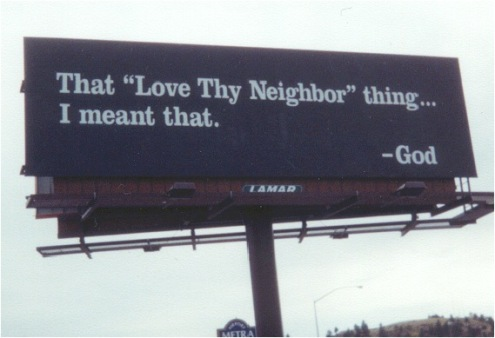 That “Love Thy Neighbor” thing...
I meant that.
–God
LAMAR
METRA